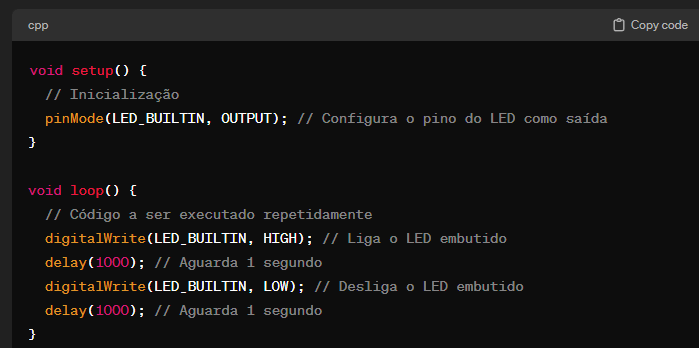 cpp
Copy code
void setup() {
  // Inicialização
  pinMode(LED_BUILTIN, OUTPUT); // Configura o pino do LED como saída
}
void loop() {
  // Código a ser executado repetidamente
  digitalWrite(LED_BUILTIN, HIGH); // Liga o LED embutido
  delay(1000); // Aguarda 1 segundo
  digitalWrite(LED_BUILTIN, LOW); // Desliga o LED embutido
  delay(1000); // Aguarda 1 segundo
}